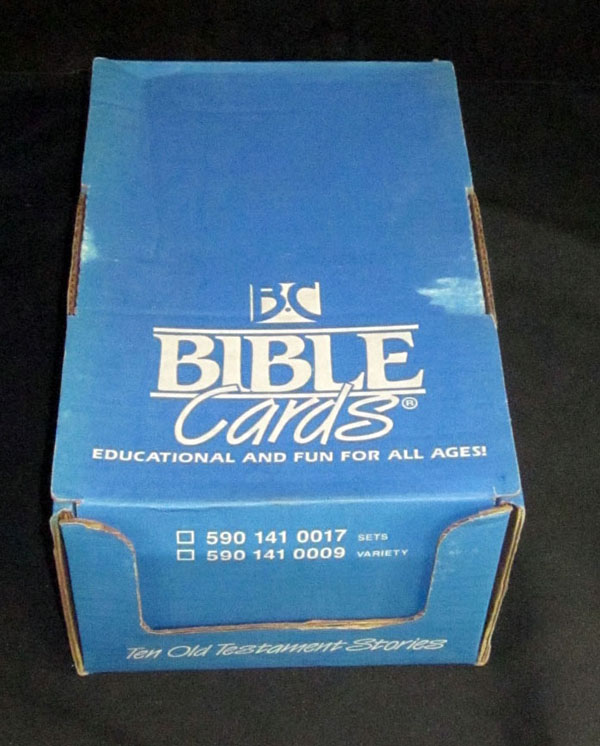 B.C
BIBLE
Cards®
EDUCATIONAL AND FUN FOR ALL AGES!
☐ 590 141 0017 SETS
☐ 590 141 0009 VARIETY
Ten Old Testament Stories